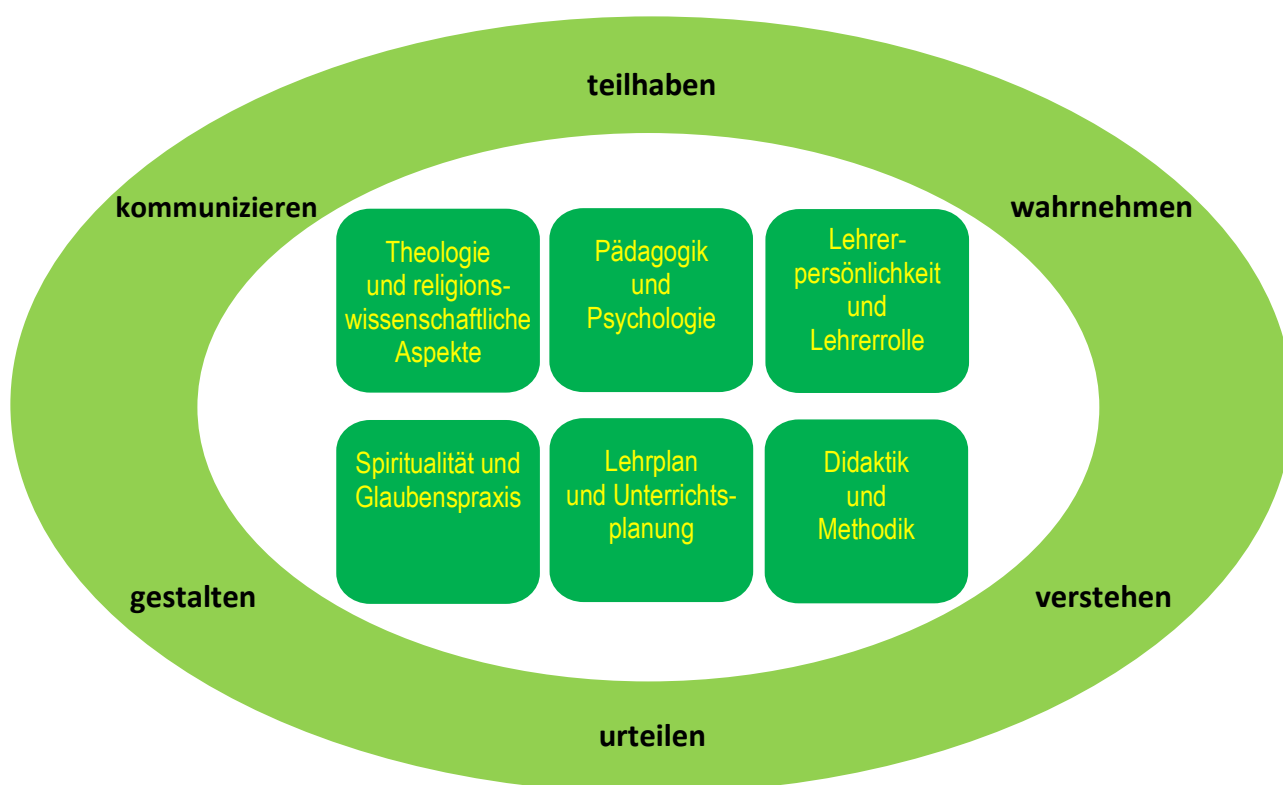 teilhaben
kommunizieren
wahrnehmen
Theologie
und religions-
wissenschaftliche
Aspekte
Pädagogik
und
Psychologie
Lehrer-
persönlichkeit
und
Lehrerrolle
Spiritualität und
Glaubenspraxis
Lehrplan
und Unterrichts-
planung
Didaktik
und
Methodik
gestalten
verstehen
urteilen